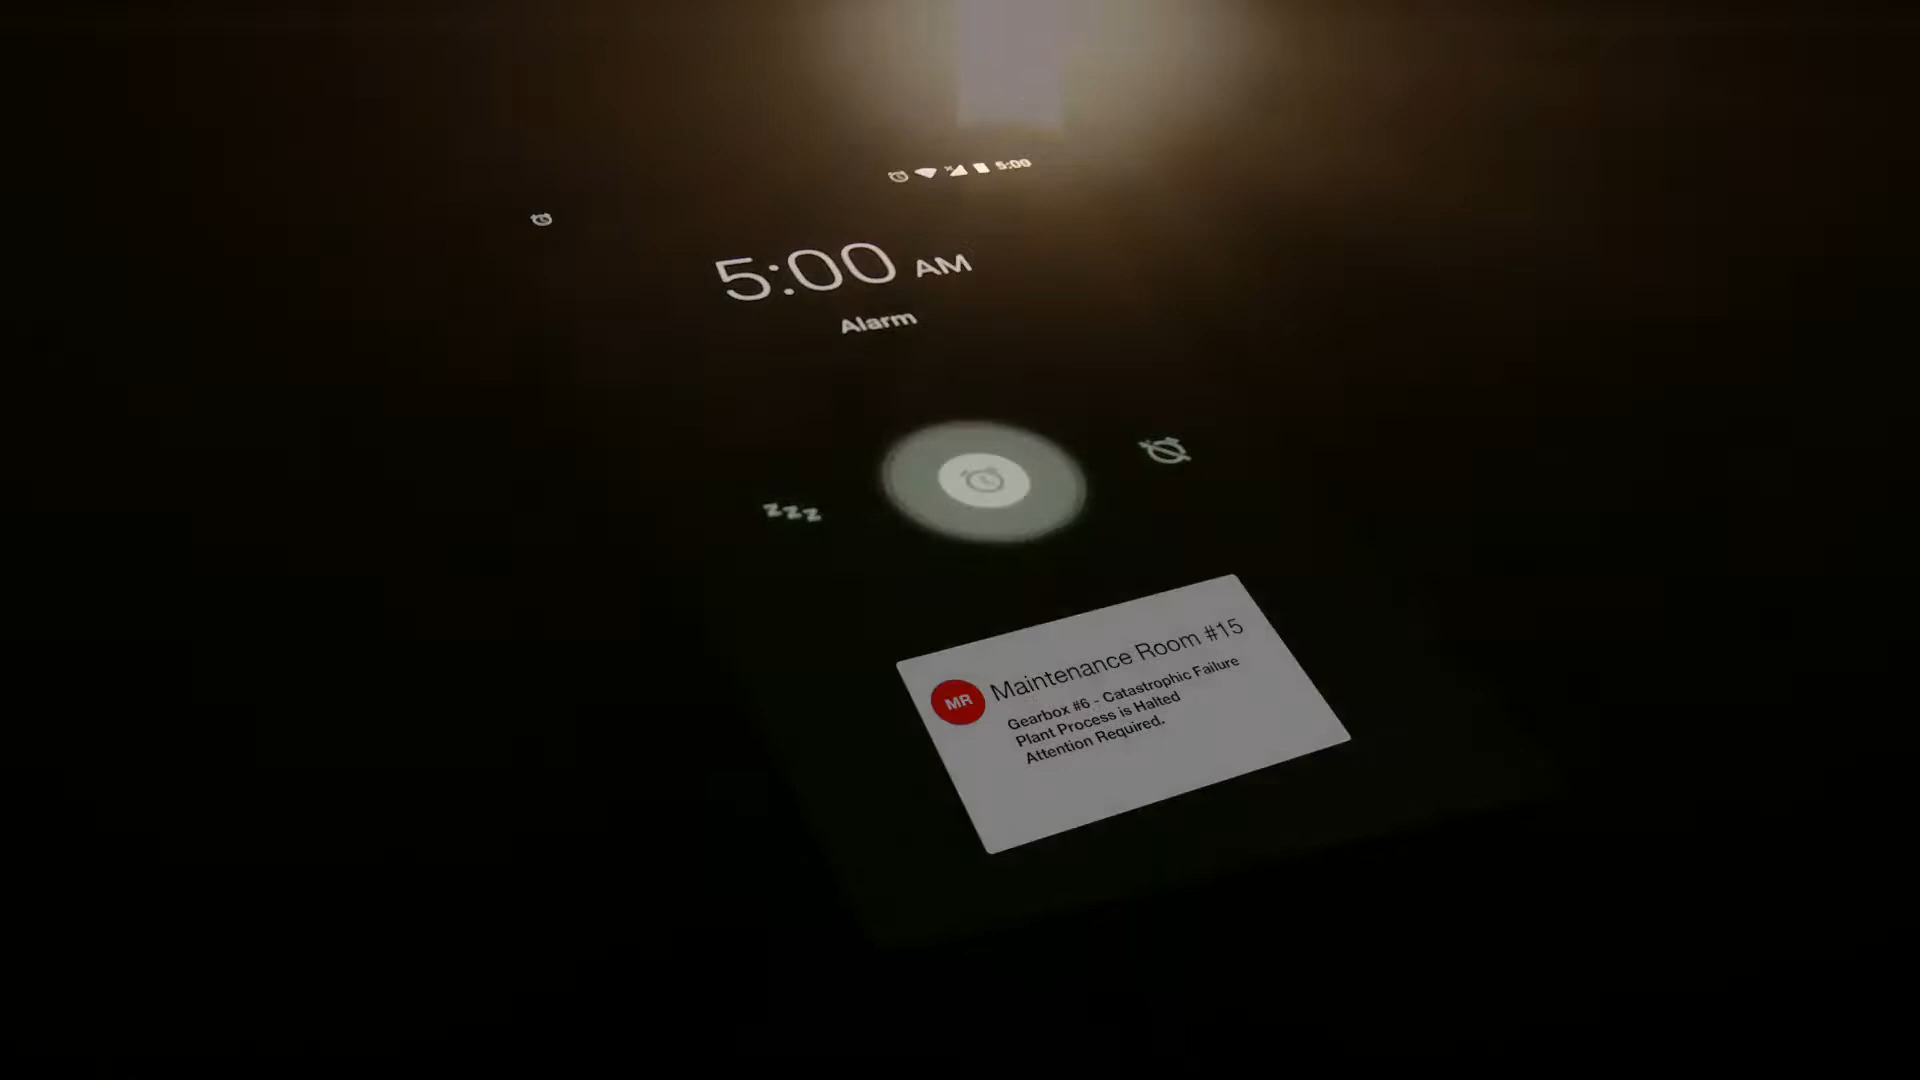 5:00
5:00 AM
Alarm
zzz
Maintenance Room #15
MR
Gearbox #6 - Catastrophic Failure
Plant Process is Halted
Attention Required.